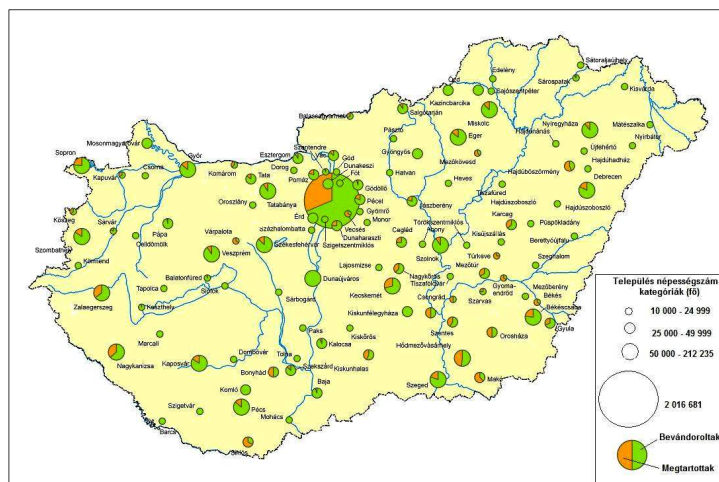 Sátoraljaújhely
Edelény
Sárospatak
Ózd
Kisvárda
Sajószentpéter
Kazincbarcika
Balassagyarmat
Salgótarján
Miskolc
Mátészalka
Nyíregyháza
Hajdúnánás
Nyírbátor
Mosonmagyaróvár
Pásztó
Eger
Újfehértó
Esztergom
Szentendre
Vác
Gyöngyös
Mezőkövesd
Sopron
Győr
Dorog
Göd
Dunakeszi
Hajdúböszörmény
Hajdúhadház
Csorna
Komárom
Pomáz
Fót
Hatvan
Kapuvár
Tata
Gödöllő
Heves
Debrecen
Tatabánya
Pécel
Jászberény
Tiszafüred
Oroszlány
Gyömrő
Hajdúszoboszló
Kőszeg
Sárvár
Pápa
Érd
Monor
Karcag
Püspökladány
Várpalota
Vecsés
Törökszentmiklós
Celldömölk
Százhalombatta
Szigetszentmiklós
Cegléd
Kisújszállás
Szombathely
Veszprém
Székesfehérvár
Szolnok
Berettyóújfalu
Körmend
Balatonfüred
Lajosmizse
Túrkeve
Szeghalom
Tapolca
Dunaújváros
Nagykőrös
Mezőtúr
Zalaegerszeg
Keszthely
Siófok
Sárbogárd
Kecskemét
Csongrád
Szarvas
Mezőberény
Békés
Kiskunfélegyháza
Békéscsaba
Marcali
Paks
Kiskőrös
Szentes
Orosháza
Gyula
Dombóvár
Tolna
Kalocsa
Hódmezővásárhely
Nagykanizsa
Kaposvár
Bonyhád
Szekszárd
Kiskunhalas
Komló
Baja
Szeged
Makó
Szigetvár
Pécs
Mohács
Barcs
Siklós
Település népességszám
kategóriák (fő)
10 000 - 24 999
25 000 - 49 999
50 000 - 212 235
2 016 681
Bevándoroltak
Megtartottak